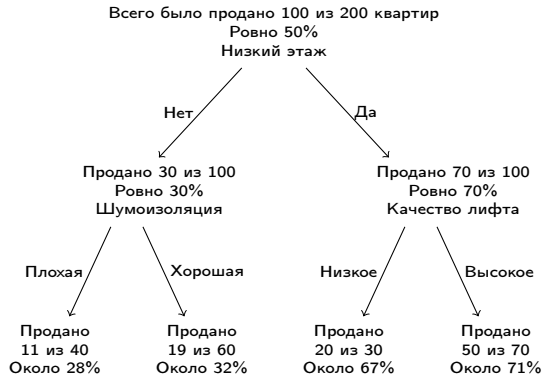 Всего было продано 100 из 200 квартир
Ровно 50%
Низкий этаж
Нет
Да
Продано 30 из 100
Ровно 30%
Шумоизоляция
Продано 70 из 100
Ровно 70%
Качество лифта
Плохая
Хорошая
Низкое
Высокое
Продано
11 из 40
Около 28%
Продано
19 из 60
Около 32%
Продано
20 из 30
Около 67%
Продано
50 из 70
Около 71%